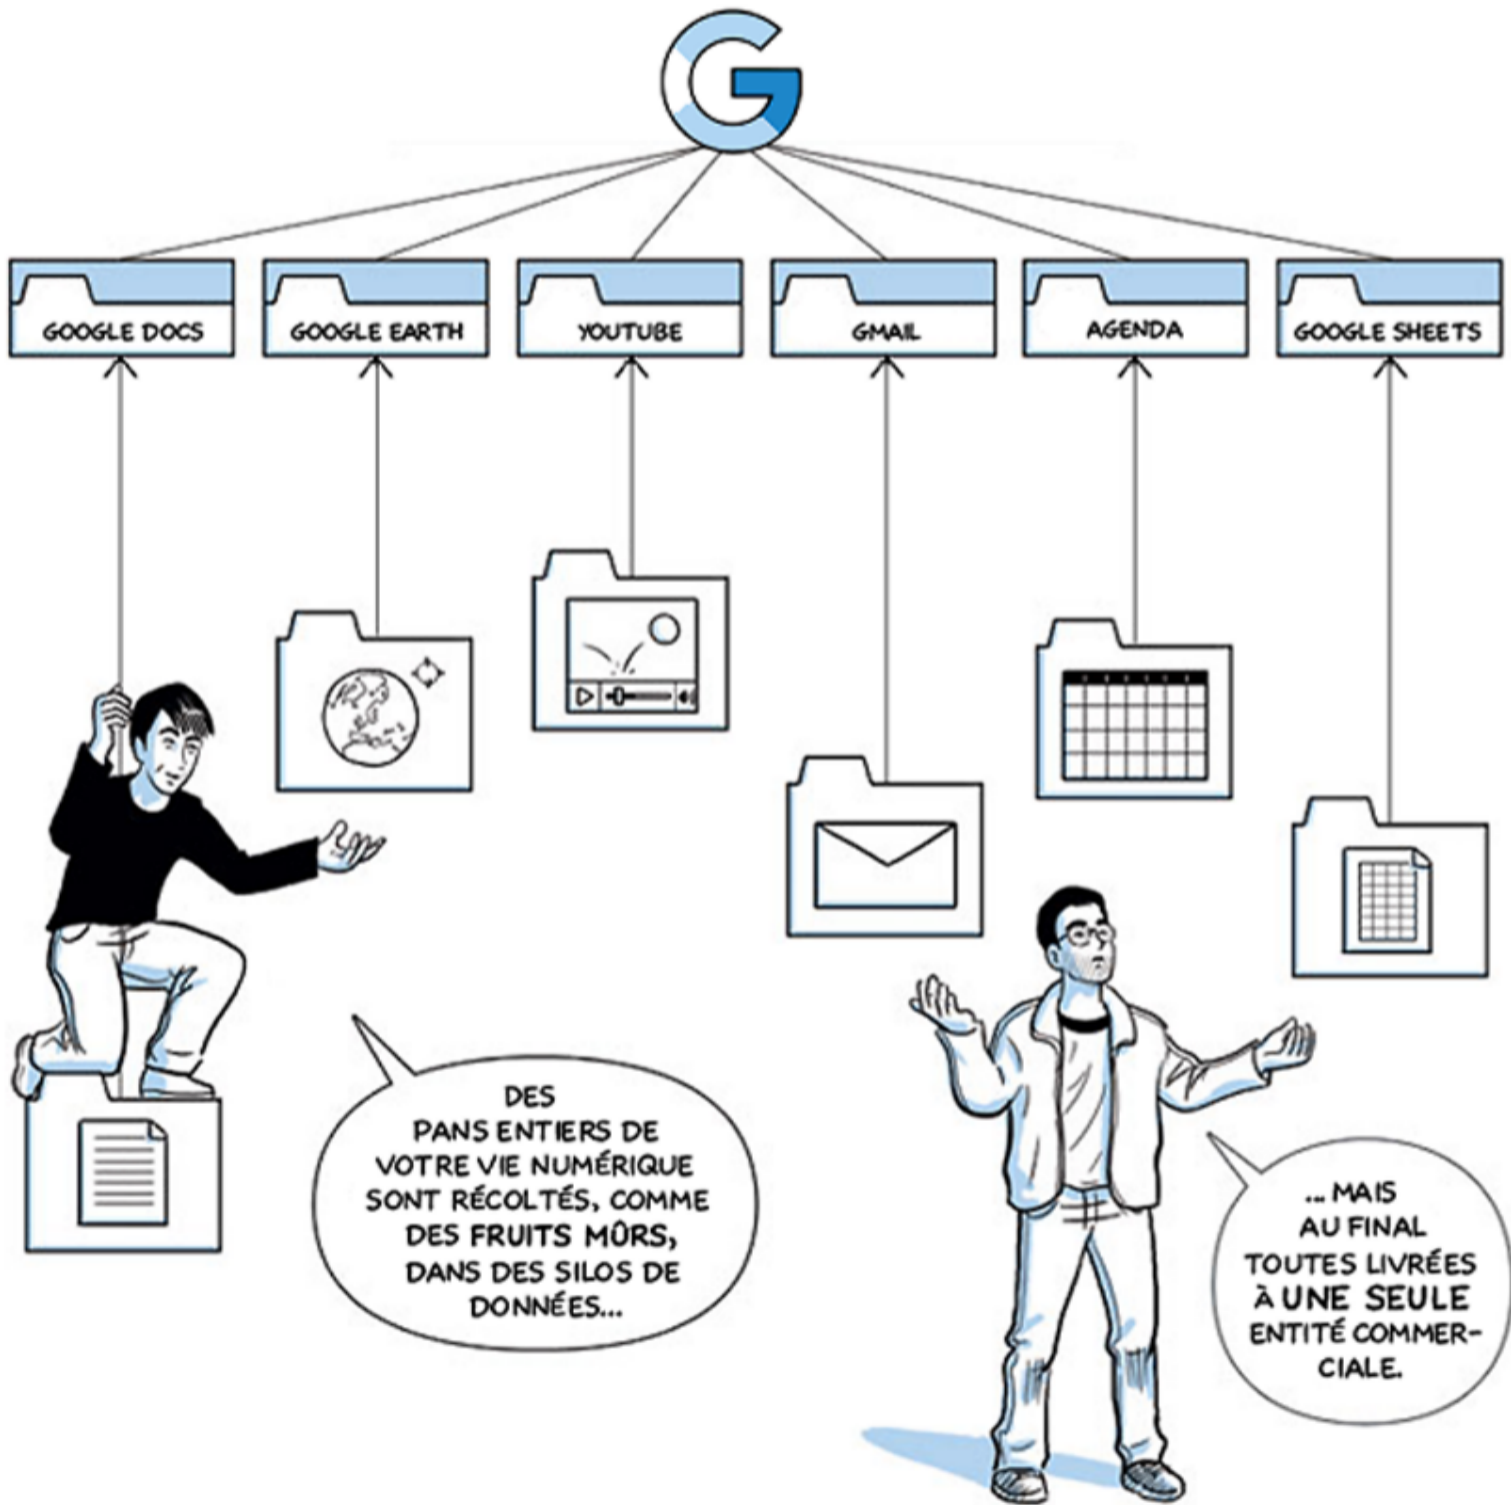 G
GOOGLE DOCS
GOOGLE EARTH
YOUTUBE
GMAIL
AGENDA
GOOGLE SHEETS
DES
PANS ENTIERS DE
VOTRE VIE NUMÉRIQUE
SONT RÉCOLTÉS, COMME
DES FRUITS MÛRS,
DANS DES SILOS DE
DONNÉES...
... MAIS
AU FINAL
TOUTES LIVRÉES
À UNE SEULE
ENTITÉ COMMER-
CIALE.